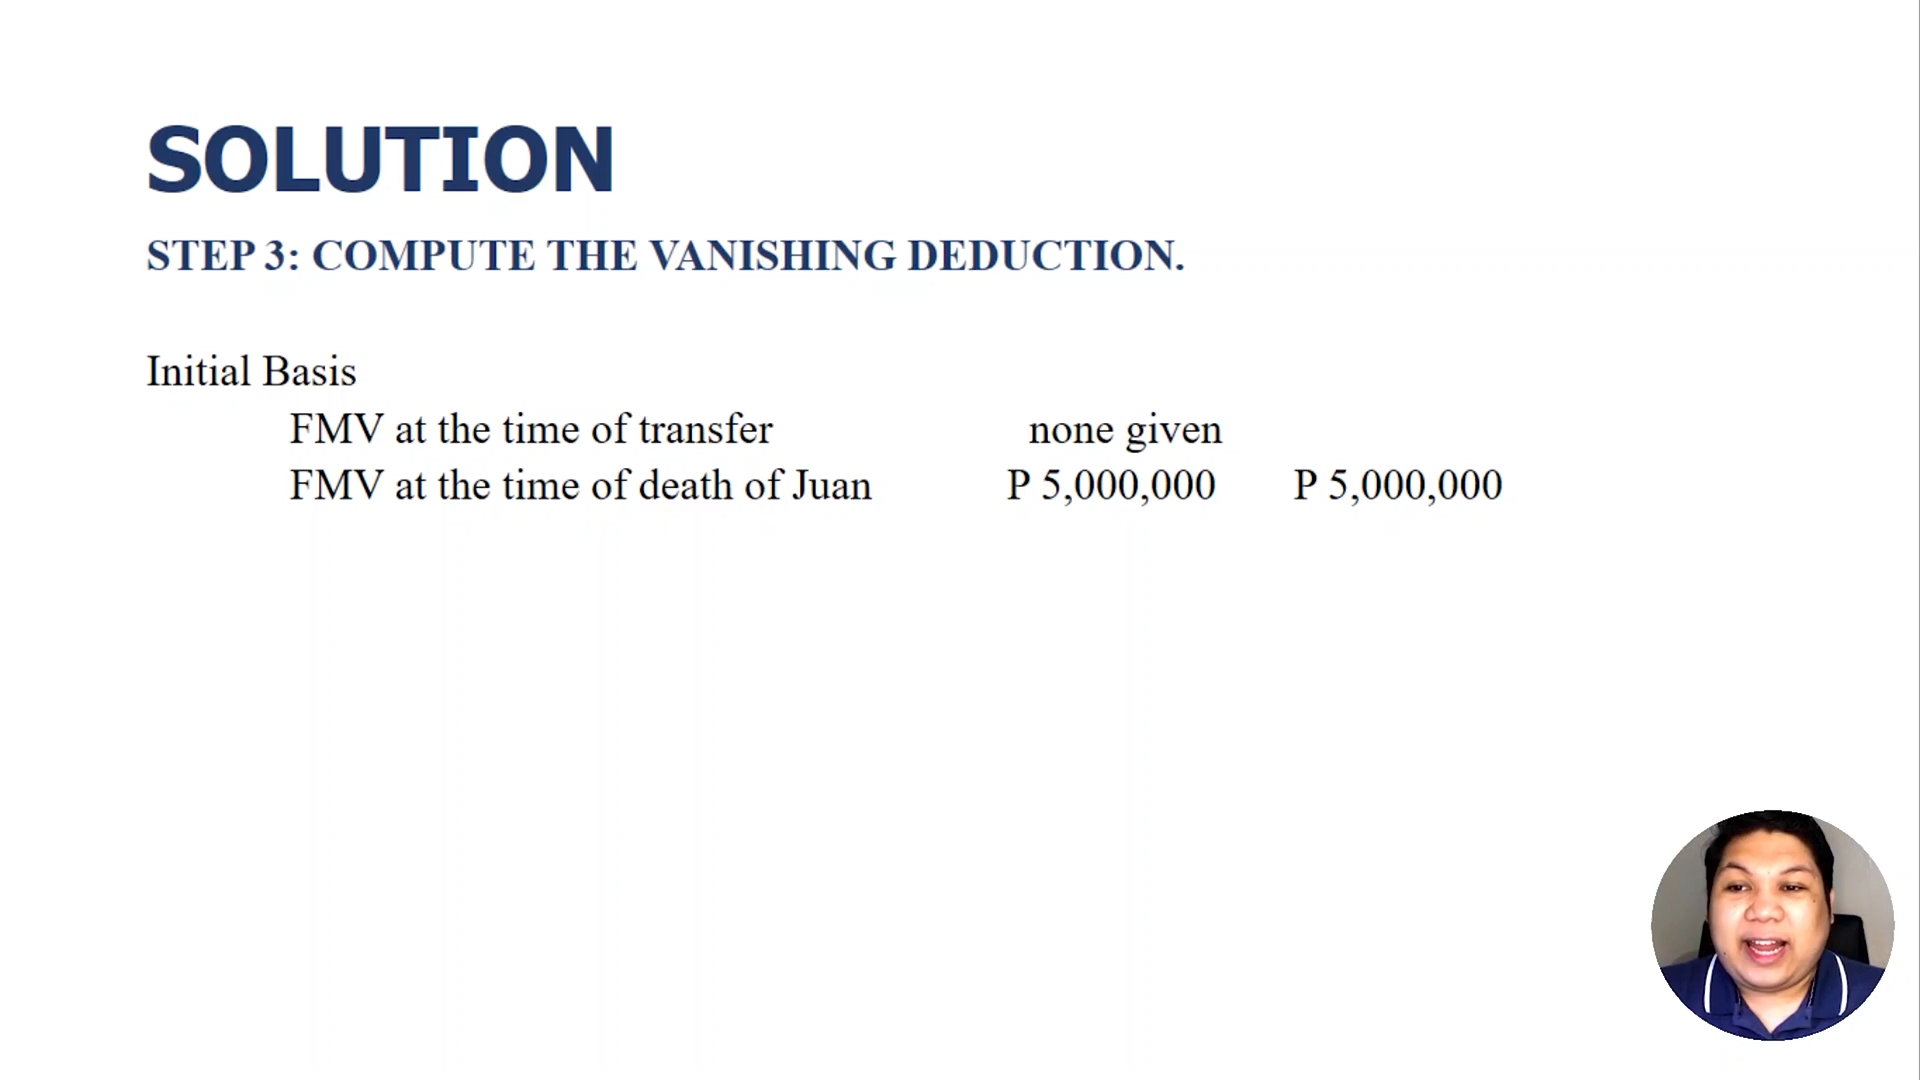 SOLUTION
STEP 3: COMPUTE THE VANISHING DEDUCTION.
Initial Basis
FMV at the time of transfer none given
FMV at the time of death of Juan P 5,000,000 P 5,000,000